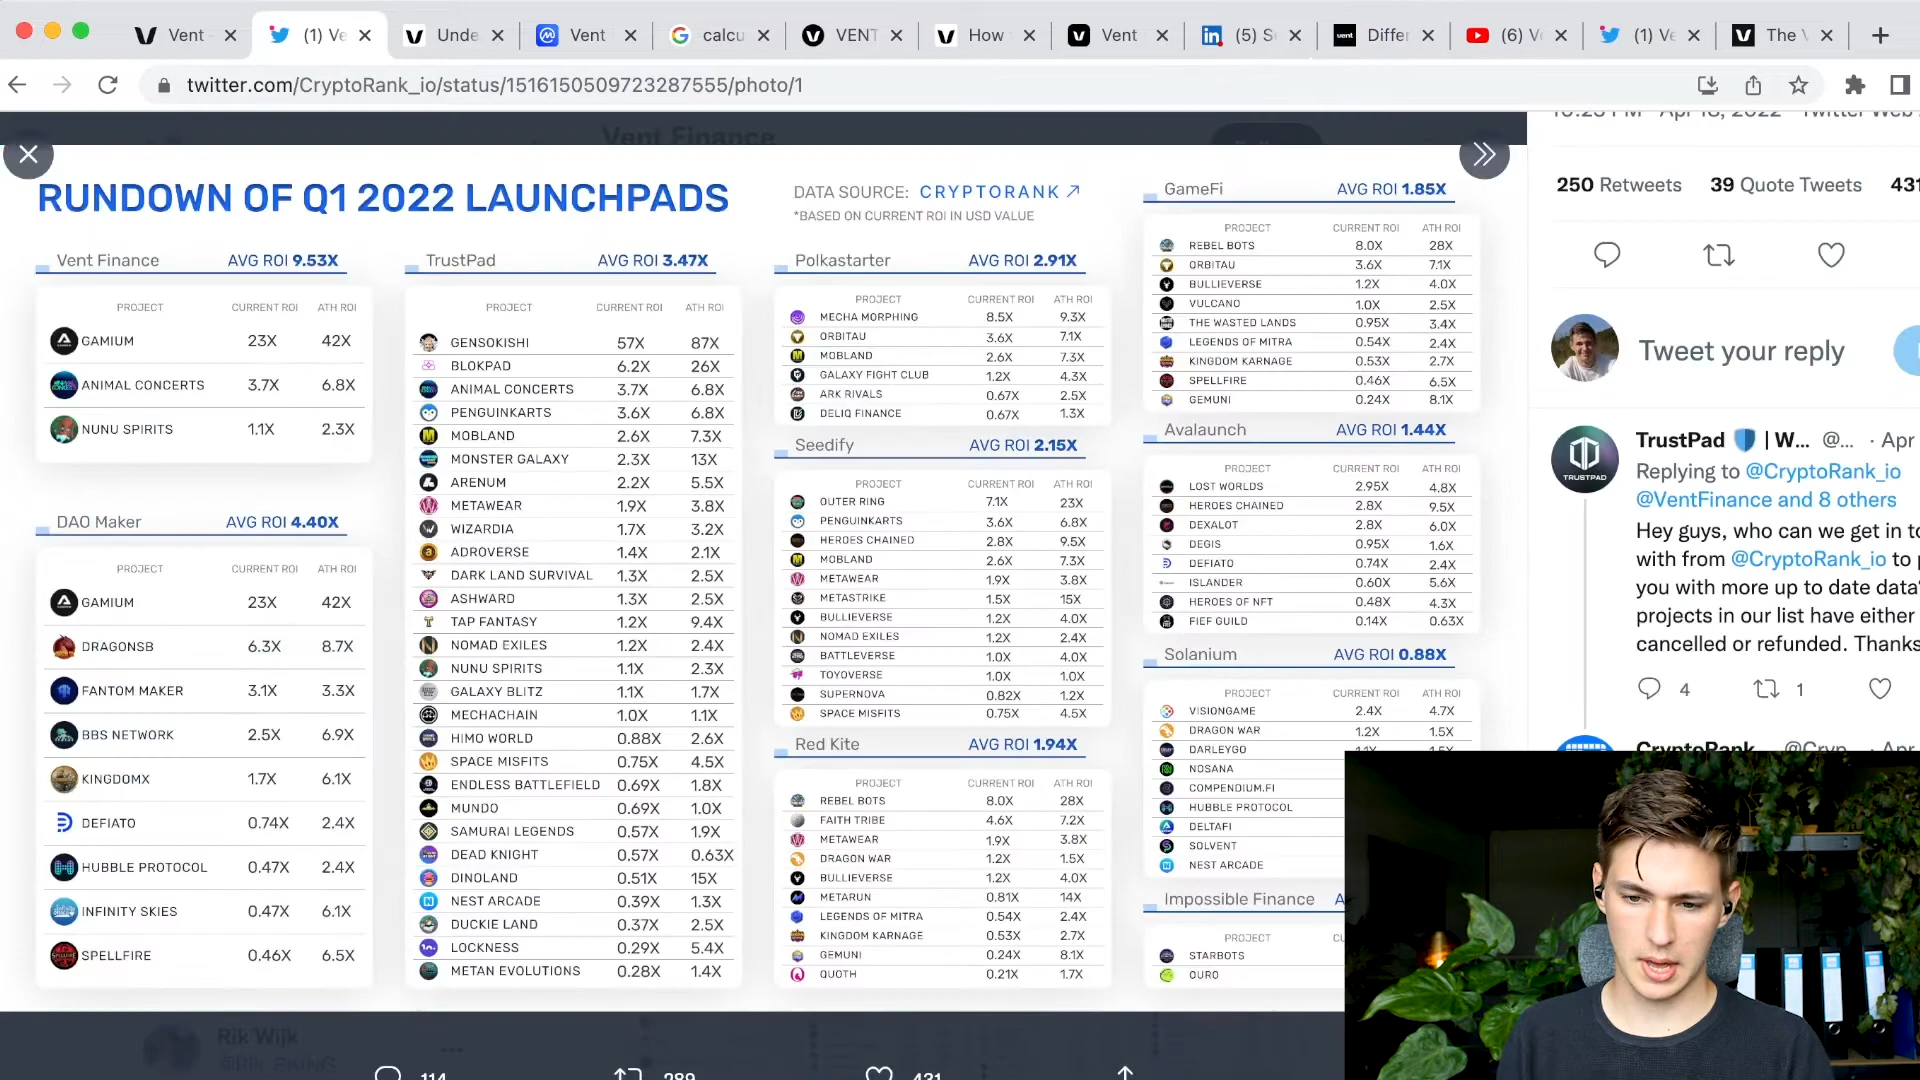 Vent
(1) Ve
Unde
Vent
calcu
VENT
How
Vent
(5) S
Differ
(6) V
(1) Ve
The V
twitter.com/CryptoRank_io/status/1516150509723287555/photo/1
Vent Finance
RUNDOWN OF Q1 2022 LAUNCHPADS
DATA SOURCE: CRYPTORANK ↗
*BASED ON CURRENT ROI IN USD VALUE
Vent Finance AVG ROI 9.53X
PROJECT CURRENT ROI ATH ROI
GAMIUM 23X 42X
ANIMAL CONCERTS 3.7X 6.8X
NUNU SPIRITS 1.1X 2.3X
DAO Maker AVG ROI 4.40X
PROJECT CURRENT ROI ATH ROI
GAMIUM 23X 42X
DRAGONSB 6.3X 8.7X
FANTOM MAKER 3.1X 3.3X
BBS NETWORK 2.5X 6.9X
KINGDOMX 1.7X 6.1X
DEFIATO 0.74X 2.4X
HUBBLE PROTOCOL 0.47X 2.4X
INFINITY SKIES 0.47X 6.1X
SPELLFIRE 0.46X 6.5X
TrustPad AVG ROI 3.47X
PROJECT CURRENT ROI ATH ROI
GENSOKISHI 57X 87X
BLOKPAD 6.2X 26X
ANIMAL CONCERTS 3.7X 6.8X
PENGUINKARTS 3.6X 6.8X
MOBLAND 2.6X 7.3X
MONSTER GALAXY 2.3X 13X
ARENUM 2.2X 5.5X
METAWEAR 1.9X 3.8X
WIZARDIA 1.7X 3.2X
ADROVERSE 1.4X 2.1X
DARK LAND SURVIVAL 1.3X 2.5X
ASHWARD 1.3X 2.5X
TAP FANTASY 1.2X 9.4X
NOMAD EXILES 1.2X 2.4X
NUNU SPIRITS 1.1X 2.3X
GALAXY BLITZ 1.1X 1.7X
MECHACHAIN 1.0X 1.1X
HIMO WORLD 0.88X 2.6X
SPACE MISFITS 0.75X 4.5X
ENDLESS BATTLEFIELD 0.69X 1.8X
MUNDO 0.69X 1.0X
SAMURAI LEGENDS 0.57X 1.9X
DEAD KNIGHT 0.57X 0.63X
DINOLAND 0.51X 15X
NEST ARCADE 0.39X 1.3X
DUCKIE LAND 0.37X 2.5X
LOCKNESS 0.29X 5.4X
METAN EVOLUTIONS 0.28X 1.4X
Polkastarter AVG ROI 2.91X
PROJECT CURRENT ROI ATH ROI
MECHA MORPHING 8.5X 9.3X
ORBITAU 3.6X 7.1X
MOBLAND 2.6X 7.3X
GALAXY FIGHT CLUB 1.2X 4.3X
ARK RIVALS 0.67X 2.5X
DELIQ FINANCE 0.67X 1.3X
Seedify AVG ROI 2.15X
PROJECT CURRENT ROI ATH ROI
OUTER RING 7.1X 23X
PENGUINKARTS 3.6X 6.8X
HEROES CHAINED 2.8X 9.5X
MOBLAND 2.6X 7.3X
METAWEAR 1.9X 3.8X
METASTRIKE 1.5X 15X
BULLIEVERSE 1.2X 4.0X
NOMAD EXILES 1.2X 2.4X
BATTLEVERSE 1.0X 4.0X
TOYOVERSE 1.0X 1.0X
SUPERNOVA 0.82X 1.2X
SPACE MISFITS 0.75X 4.5X
Red Kite AVG ROI 1.94X
PROJECT CURRENT ROI ATH ROI
REBEL BOTS 8.0X 28X
FAITH TRIBE 4.6X 7.2X
METAWEAR 1.9X 3.8X
DRAGON WAR 1.2X 1.5X
BULLIEVERSE 1.2X 4.0X
METARUN 0.81X 14X
LEGENDS OF MITRA 0.54X 2.4X
KINGDOM KARNAGE 0.53X 2.7X
GEMUNI 0.24X 8.1X
QUOTH 0.21X 1.7X
GameFi AVG ROI 1.85X
PROJECT CURRENT ROI ATH ROI
REBEL BOTS 8.0X 28X
ORBITAU 3.6X 7.1X
BULLIEVERSE 1.2X 4.0X
VULCANO 1.0X 2.5X
THE WASTED LANDS 0.95X 3.4X
LEGENDS OF MITRA 0.54X 2.4X
KINGDOM KARNAGE 0.53X 2.7X
SPELLFIRE 0.46X 6.5X
GEMUNI 0.24X 8.1X
Avalaunch AVG ROI 1.44X
PROJECT CURRENT ROI ATH ROI
LOST WORLDS 2.95X 4.8X
HEROES CHAINED 2.8X 9.5X
DEXALOT 2.8X 6.0X
DEGIS 0.95X 1.6X
DEFIATO 0.74X 2.4X
ISLANDER 0.60X 5.6X
HEROES OF NFT 0.48X 4.3X
FIEF GUILD 0.14X 0.63X
Solanium AVG ROI 0.88X
PROJECT CURRENT ROI ATH ROI
VISIONGAME 2.4X 4.7X
DRAGON WAR 1.2X 1.5X
DARLEYGO
NOSANA
COMPENDIUM.FI
HUBBLE PROTOCOL
DELTAFI
SOLVENT
NEST ARCADE
Impossible Finance A
PROJECT CU
STARBOTS
OURO
Rik Wijk
114 289 431
250 Retweets 39 Quote Tweets 431
Tweet your reply
TrustPad | W... @... · Apr
Replying to @CryptoRank_io
@VentFinance and 8 others
Hey guys, who can we get in to
with from @CryptoRank_io to p
you with more up to date data
projects in our list have either
cancelled or refunded. Thanks
4 1
CryptoRank @Cryp · Apr
TRUSTPAD